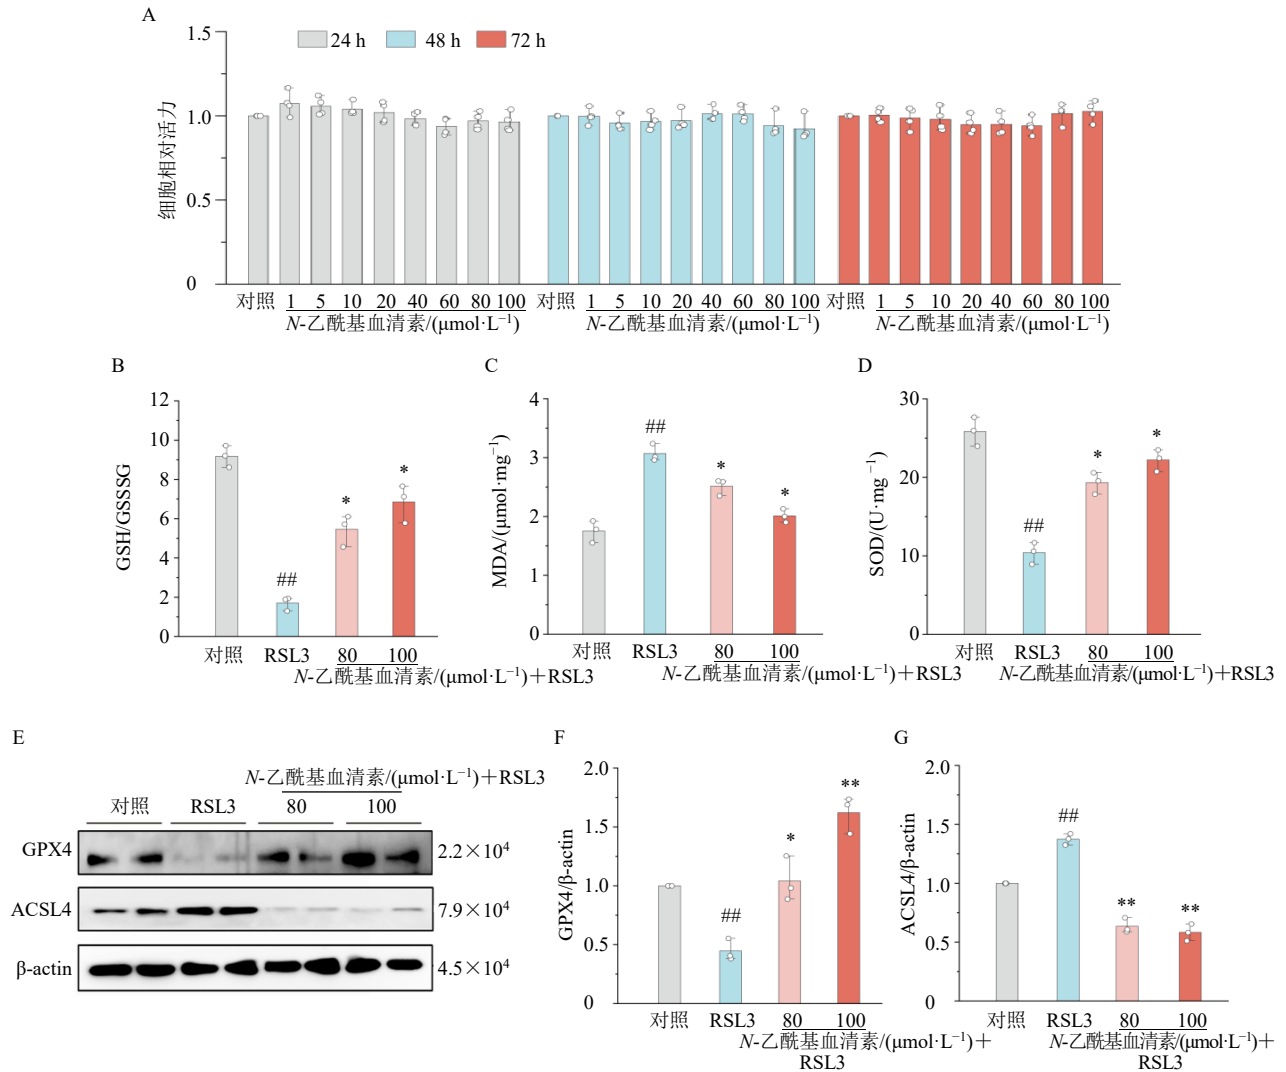 A
1.5
24 h
48 h
72 h
1.0
细胞相对活力
0.5
0
对照 1 5 10 20 40 60 80 100 对照 1 5 10 20 40 60 80 100 对照 1 5 10 20 40 60 80 100
N-乙酰基血清素/(μmol·L⁻¹) N-乙酰基血清素/(μmol·L⁻¹) N-乙酰基血清素/(μmol·L⁻¹)
B
12
10
8
6
4
2
0
GSH/GSSSG
##
*
*
对照 RSL3 80 100
N-乙酰基血清素/(μmol·L⁻¹)+RSL3
C
4
3
2
1
0
MDA/(μmol·mg⁻¹)
##
*
*
对照 RSL3 80 100
N-乙酰基血清素/(μmol·L⁻¹)+RSL3
D
30
20
10
0
SOD/(U·mg⁻¹)
##
*
*
对照 RSL3 80 100
N-乙酰基血清素/(μmol·L⁻¹)+RSL3
E
N-乙酰基血清素/(μmol·L⁻¹)+RSL3
对照 RSL3 80 100
GPX4 2.2×10⁴
ACSL4 7.9×10⁴
β-actin 4.5×10⁴
F
2.0
1.5
1.0
0.5
0
GPX4/β-actin
##
*
**
对照 RSL3 80 100
N-乙酰基血清素/(μmol·L⁻¹)+
RSL3
G
2.0
1.5
1.0
0.5
0
ACSL4/β-actin
##
**
**
对照 RSL3 80 100
N-乙酰基血清素/(μmol·L⁻¹)+
RSL3